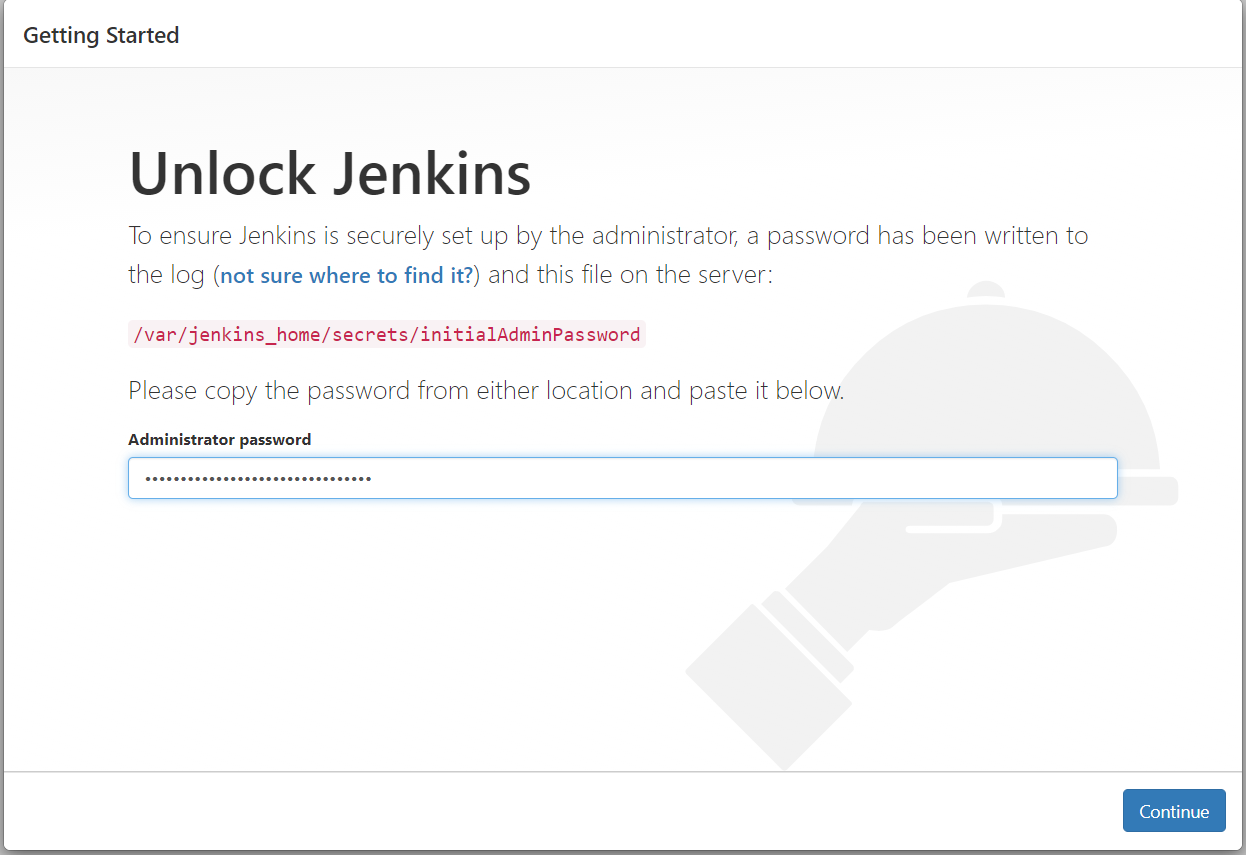 Getting Started
Unlock Jenkins
To ensure Jenkins is securely set up by the administrator, a password has been written to
the log (not sure where to find it?) and this file on the server:
/var/jenkins_home/secrets/initialAdminPassword
Please copy the password from either location and paste it below.
Administrator password
••••••••••••••••••••••••••••••••
Continue